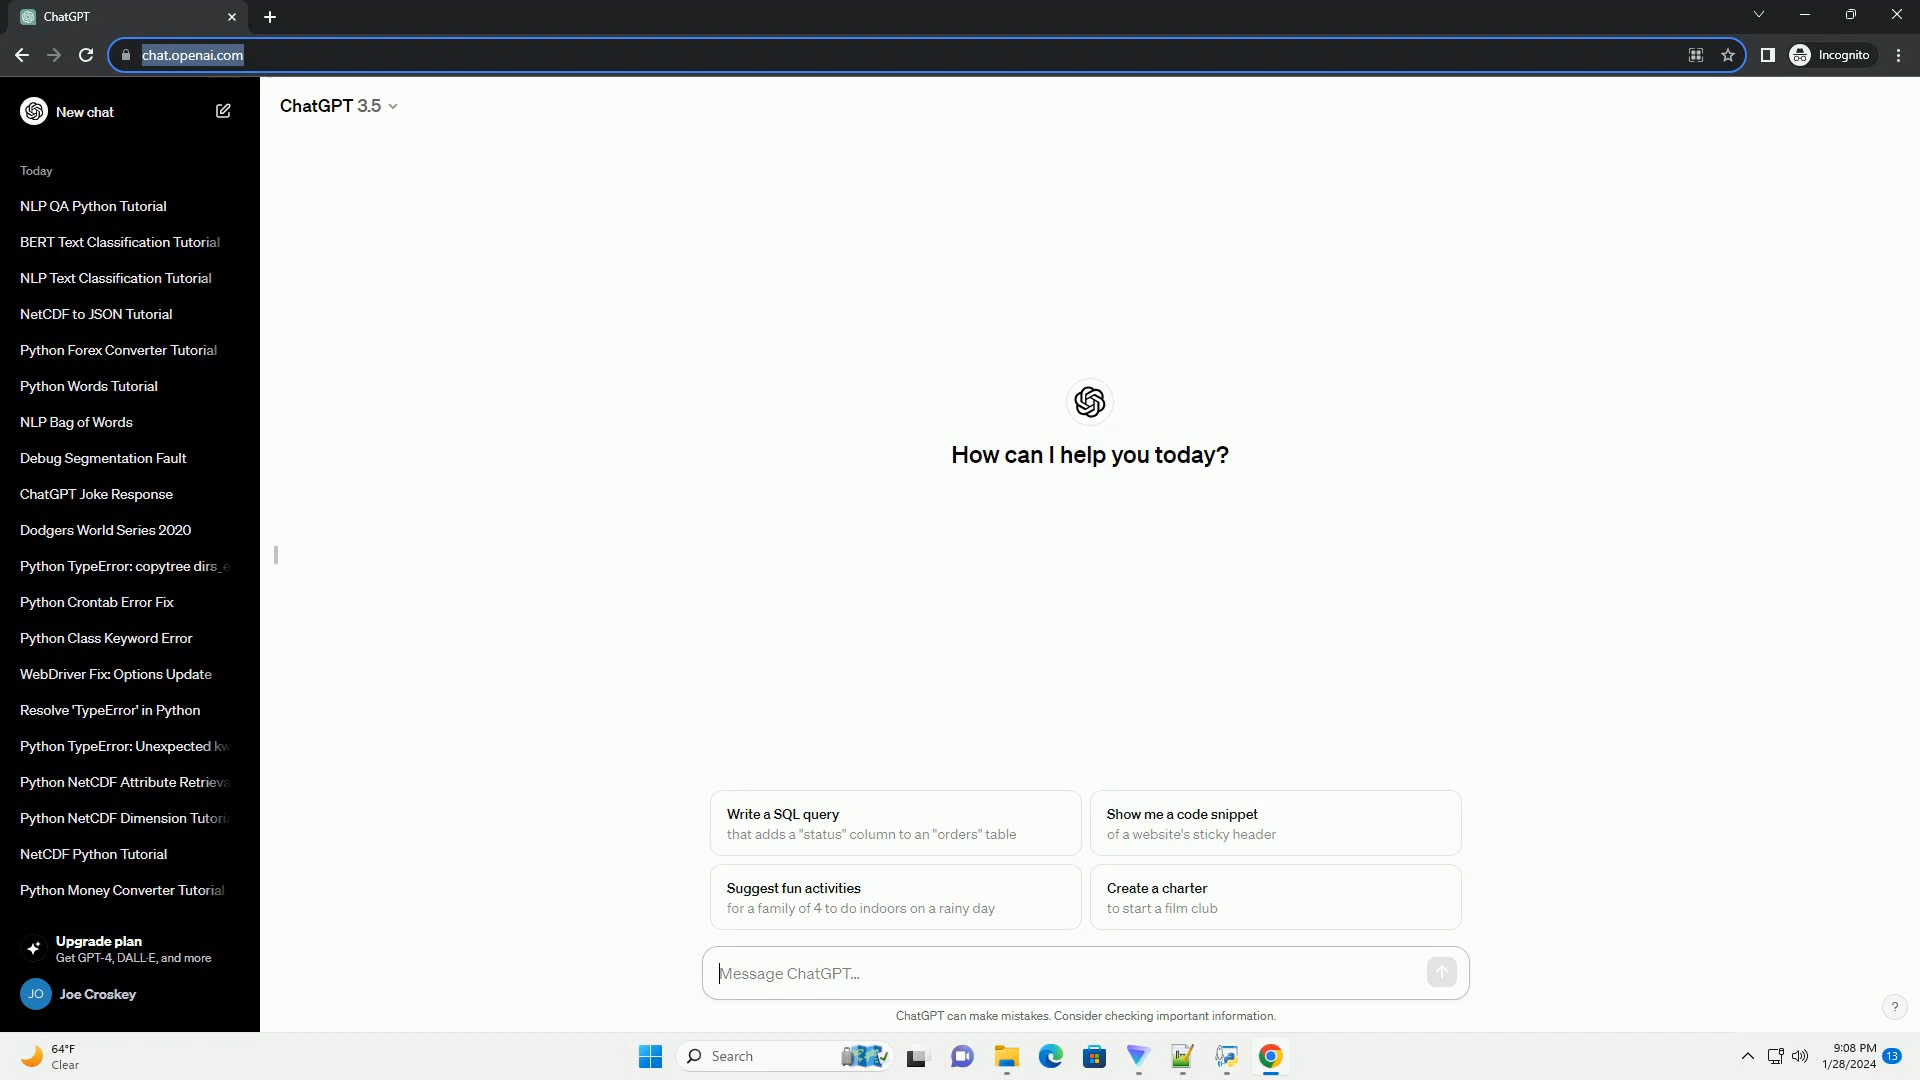 ChatGPT
chat.openai.com
Incognito
New chat
ChatGPT 3.5
Today
NLP QA Python Tutorial
BERT Text Classification Tutorial
NLP Text Classification Tutorial
NetCDF to JSON Tutorial
Python Forex Converter Tutorial
Python Words Tutorial
NLP Bag of Words
Debug Segmentation Fault
ChatGPT Joke Response
Dodgers World Series 2020
Python TypeError: copytree dirs_e
Python Crontab Error Fix
Python Class Keyword Error
WebDriver Fix: Options Update
Resolve 'TypeError' in Python
Python TypeError: Unexpected kw
Python NetCDF Attribute Retrieva
Python NetCDF Dimension Tutoria
NetCDF Python Tutorial
Python Money Converter Tutorial
Upgrade plan
Get GPT-4, DALL·E, and more
JO Joe Croskey
How can I help you today?
Write a SQL query
that adds a "status" column to an "orders" table
Show me a code snippet
of a website's sticky header
Suggest fun activities
for a family of 4 to do indoors on a rainy day
Create a charter
to start a film club
Message ChatGPT...
ChatGPT can make mistakes. Consider checking important information.
?
64°F
Clear
Search
9:08 PM
1/28/2024
13